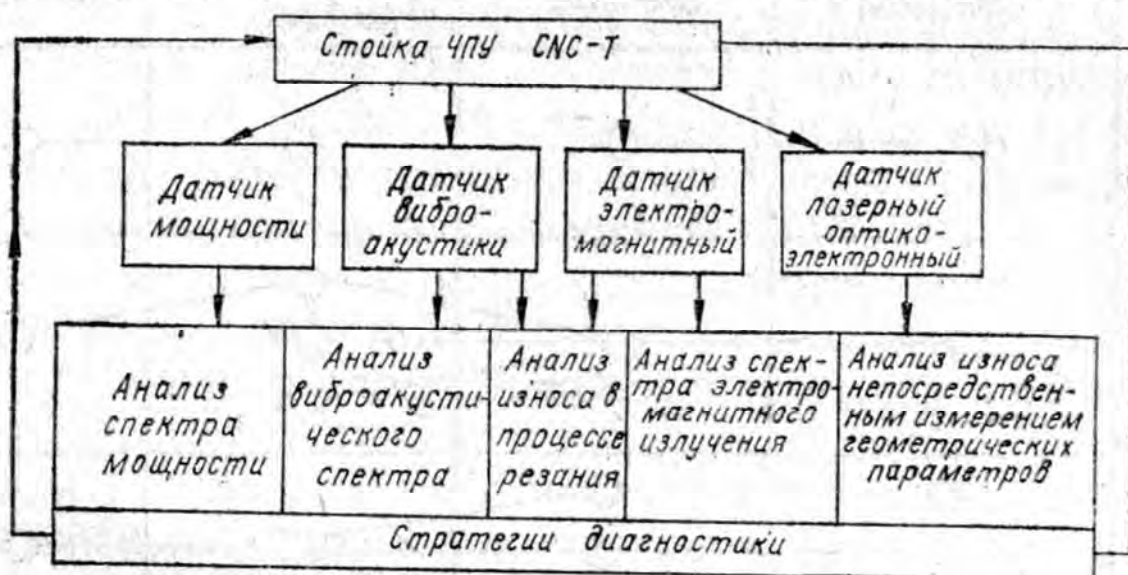 Стойка ЧПУ CNC-T
Датчик
мощности
Датчик
вибро-
акустики
Датчик
электро-
магнитный
Датчик
лазерный
оптико-
электронный
Анализ
спектра
мощности
Анализ
виброакусти-
ческого
спектра
Анализ
износа в
процессе
резания
Анализ спек-
тра электро-
магнитного
излучения
Анализ износа
непосредствен-
ным измерением
геометрических
параметров
Стратегии диагностики